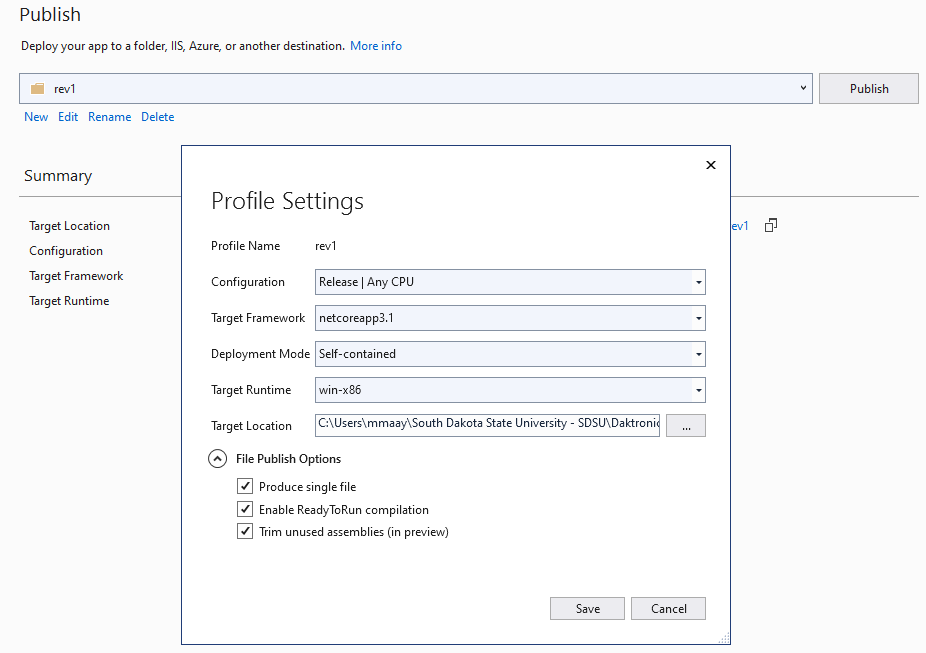 Publish
Deploy your app to a folder, IIS, Azure, or another destination. More info
rev1
Publish
New Edit Rename Delete
Summary
Target Location
Configuration
Target Framework
Target Runtime
ev1
Profile Settings
Profile Name rev1
Configuration Release | Any CPU
Target Framework netcoreapp3.1
Deployment Mode Self-contained
Target Runtime win-x86
Target Location C:\Users\mmaay\South Dakota State University - SDSU\Daktronic ...
File Publish Options
Produce single file
Enable ReadyToRun compilation
Trim unused assemblies (in preview)
Save Cancel